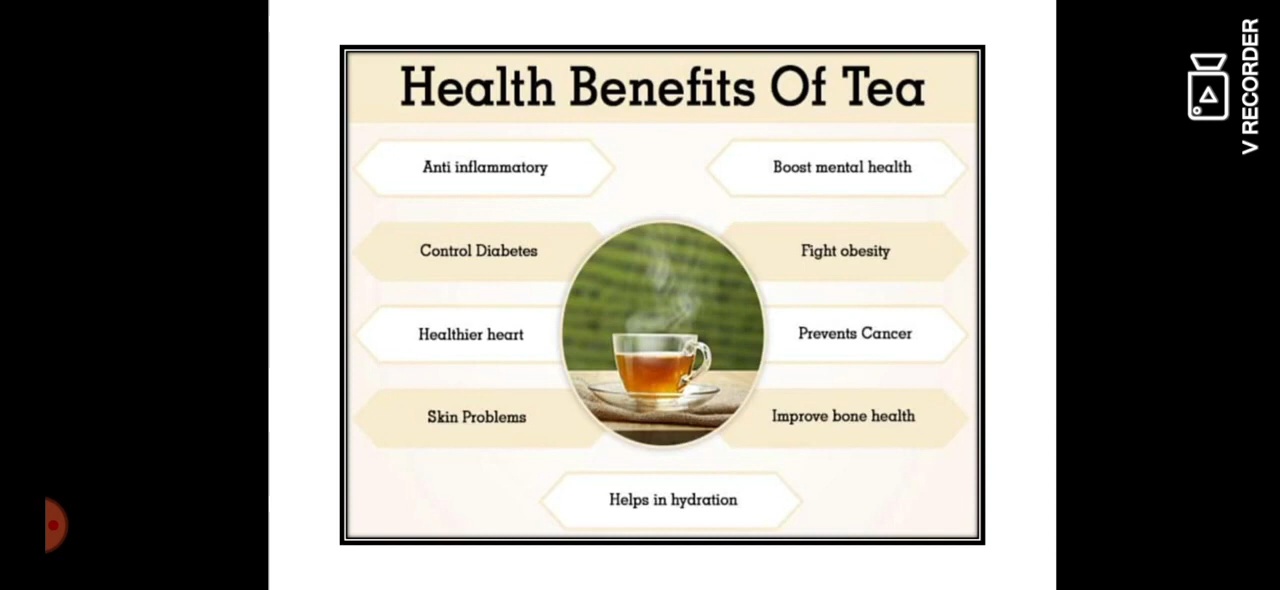 Health Benefits Of Tea
Anti inflammatory
Boost mental health
Control Diabetes
Fight obesity
Healthier heart
Prevents Cancer
Skin Problems
Improve bone health
Helps in hydration
V RECORDER